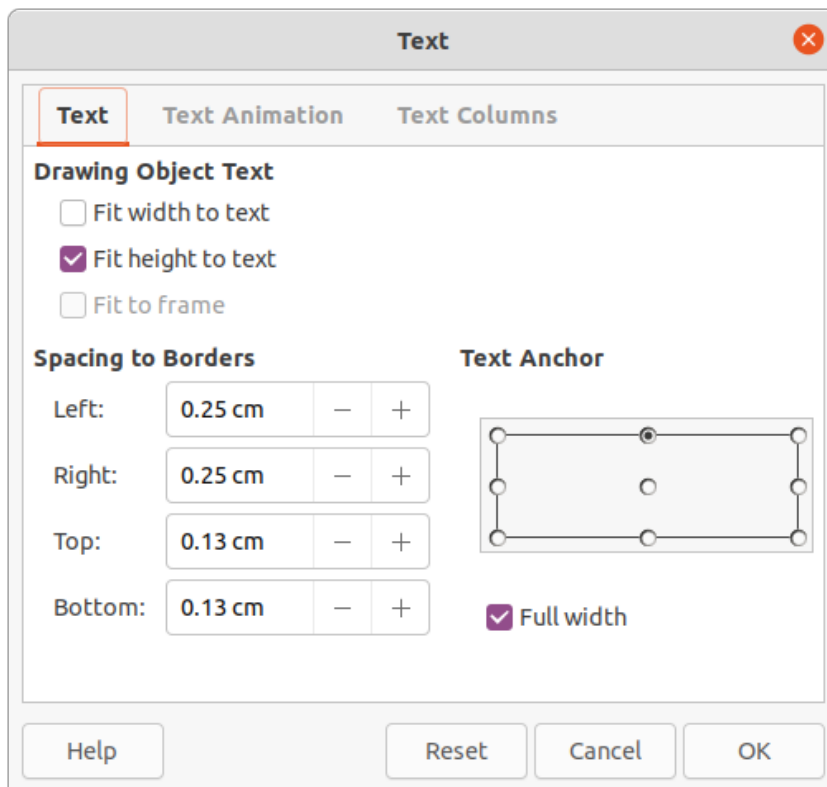 Text
Text Text Animation Text Columns
Drawing Object Text
Fit width to text
Fit height to text
Fit to frame
Spacing to Borders
Left: 0.25 cm
Right: 0.25 cm
Top: 0.13 cm
Bottom: 0.13 cm
Text Anchor
Full width
Help Reset Cancel OK